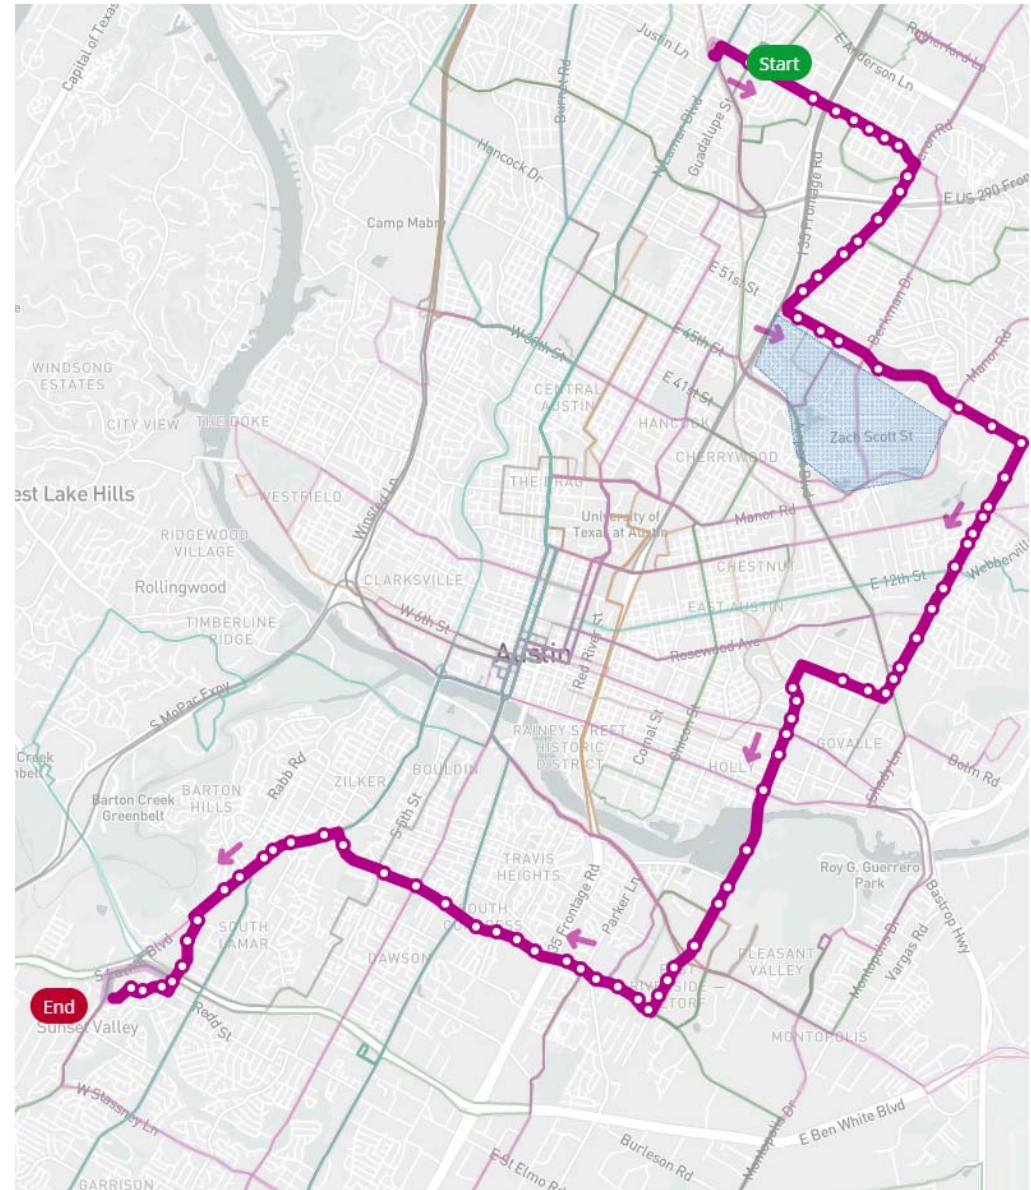 Capital of Texas
Justin Ln
Start
E Anderson Ln
Rutherford Ln
Burnet Rd
N Lamar Blvd
Guadalupe St
Hancock Dr
I 35 Frontage Rd
E US 290 Fron
Camp Mabry
E 51st St
Berkman Dr
Manor Rd
W 38th St
E 45th St
E 41st St
WINDSONG
ESTATES
CENTRAL
AUSTIN
CITY VIEW
THE DOKE
HANCOCK
Zach Scott St
Airport Blvd
CHERRYWOOD
est Lake Hills
WESTFIELD
Winsted Ln
THE DRAG
University of
Texas at Austin
Manor Rd
RIDGEWOOD
VILLAGE
Rollingwood
CLARKSVILLE
CHESTNUT
Webberville
E 12th St
TIMBERLINE
RIDGE
W 6th St
EAST AUSTIN
Austin
Red River St
Rosewood Ave
S MoPac Expy
RAINEY STREET
HISTORIC
DISTRICT
Comal St
Chicon St
GOVALLE
Creek
nbelt
Rabb Rd
ZILKER
BOULDIN
HOLLY
Shady Ln
Bolm Rd
Barton Creek
Greenbelt
BARTON
HILLS
S 5th St
TRAVIS
HEIGHTS
Roy G. Guerrero
Park
35 Frontage Rd
Parker Ln
Bastrop Hwy
SOUTH
LAMAR
SOUTH
CONGRESS
S Lamar Blvd
DAWSON
PLEASANT
VALLEY
Montopolis Dr
Vargas Rd
EAST
RIVERSIDE —
OLTORF
End
Sunset Valley
Redd St
MONTOPOLIS
W Stassney Ln
E Ben White Blvd
Montopolis Dr
Burleson Rd
E St Elmo Rd
GARRISON